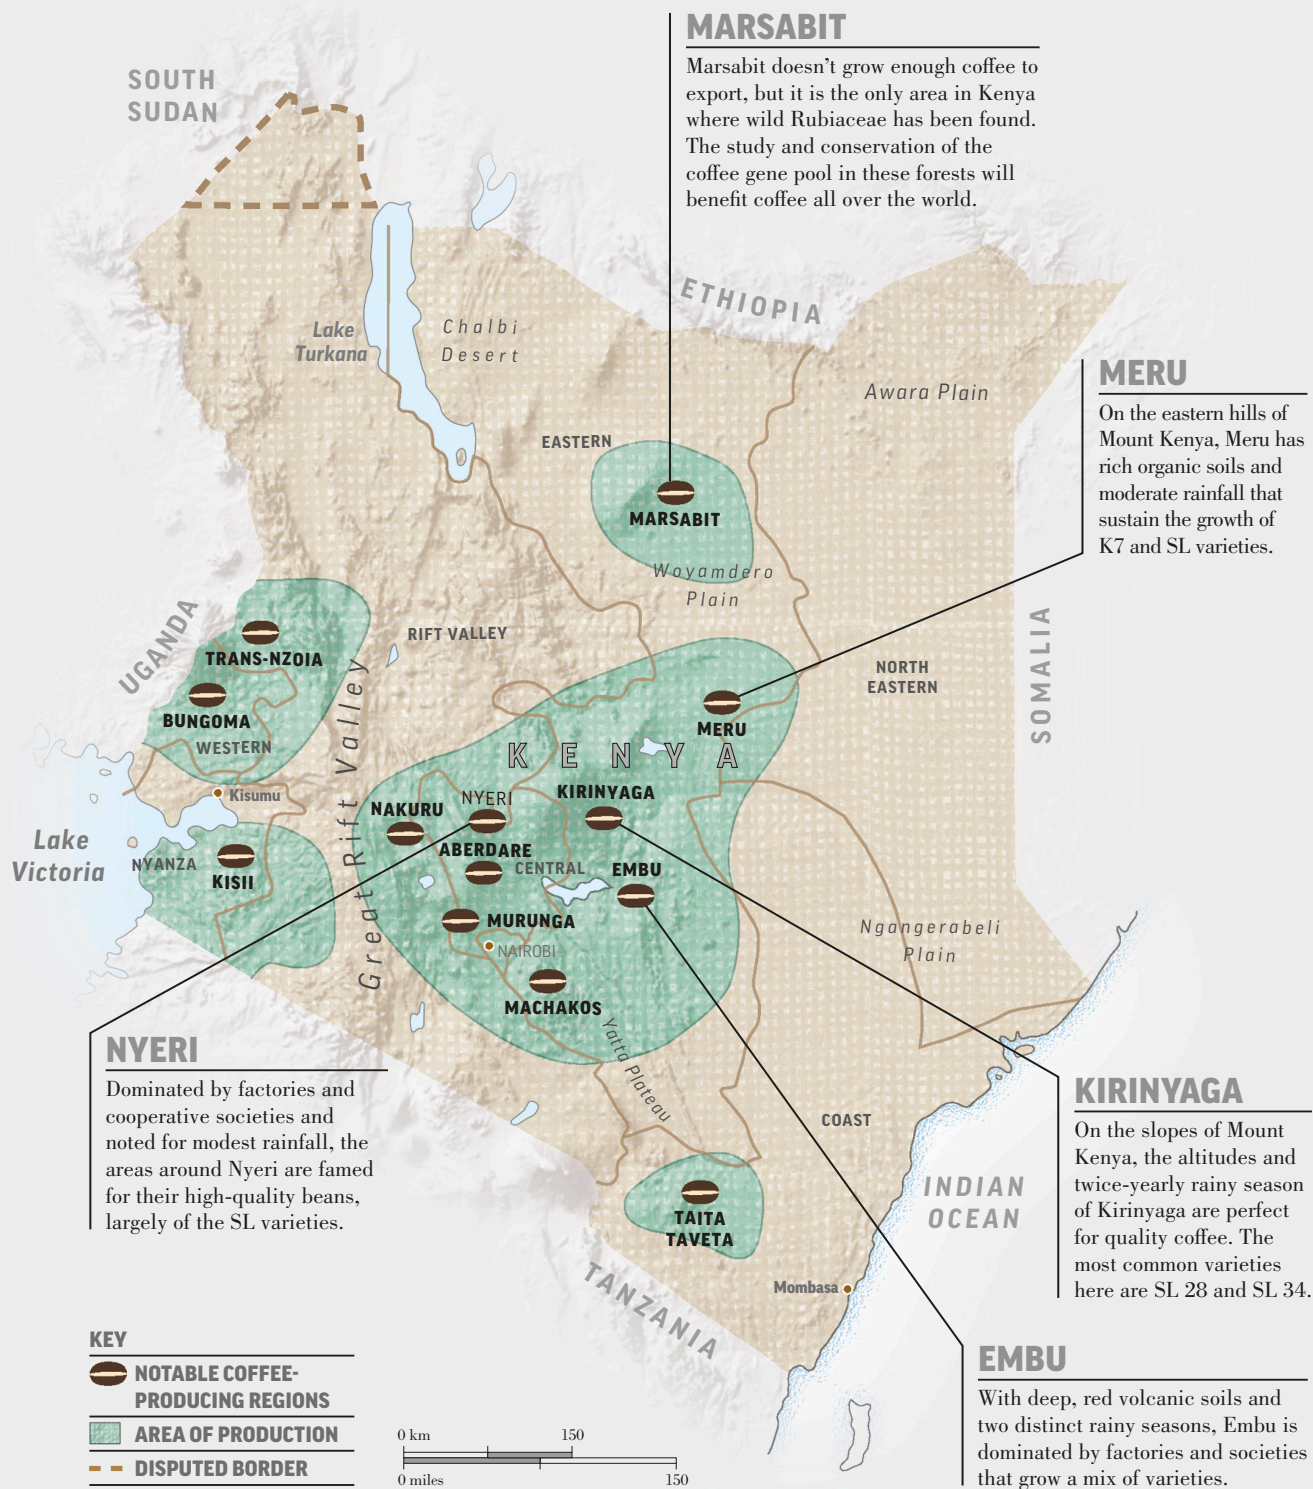 MARSABIT
Marsabit doesn’t grow enough coffee to
export, but it is the only area in Kenya
where wild Rubiaceae has been found.
The study and conservation of the
coffee gene pool in these forests will
benefit coffee all over the world.
SOUTH
SUDAN
ETHIOPIA
Lake
Turkana
Chalbi
Desert
Awara Plain
MERU
On the eastern hills of
Mount Kenya, Meru has
rich organic soils and
moderate rainfall that
sustain the growth of
K7 and SL varieties.
EASTERN
MARSABIT
Woyamdero
Plain
UGANDA
TRANS-NZOIA
RIFT VALLEY
BUNGOMA
WESTERN
NORTH
EASTERN
SOMALIA
MERU
KENYA
Great Rift Valley
Kisumu
Lake
Victoria
NYANZA
KISII
NAKURU
NYERI
KIRINYAGA
ABERDARE
CENTRAL
EMBU
MURUNGA
NAIROBI
MACHAKOS
Ngangerabeli
Plain
Yatta Plateau
NYERI
Dominated by factories and
cooperative societies and
noted for modest rainfall, the
areas around Nyeri are famed
for their high-quality beans,
largely of the SL varieties.
COAST
TAITA
TAVETA
INDIAN
OCEAN
Mombasa
TANZANIA
KIRINYAGA
On the slopes of Mount
Kenya, the altitudes and
twice-yearly rainy season
of Kirinyaga are perfect
for quality coffee. The
most common varieties
here are SL 28 and SL 34.
EMBU
With deep, red volcanic soils and
two distinct rainy seasons, Embu is
dominated by factories and societies
that grow a mix of varieties.
KEY
NOTABLE COFFEE-
PRODUCING REGIONS
AREA OF PRODUCTION
DISPUTED BORDER
0 km 150
0 miles 150